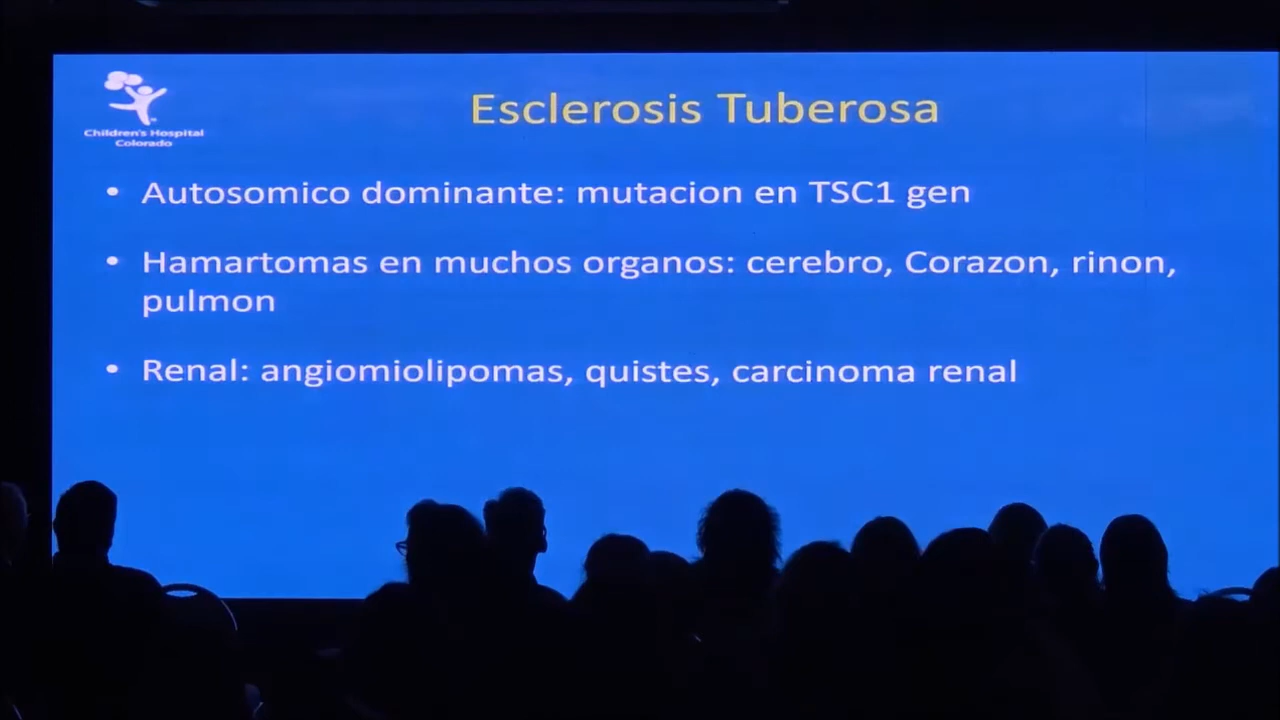 Children's Hospital
Colorado
Esclerosis Tuberosa
• Autosomico dominante: mutacion en TSC1 gen
• Hamartomas en muchos organos: cerebro, Corazon, rinon,
pulmon
• Renal: angiomiolipomas, quistes, carcinoma renal